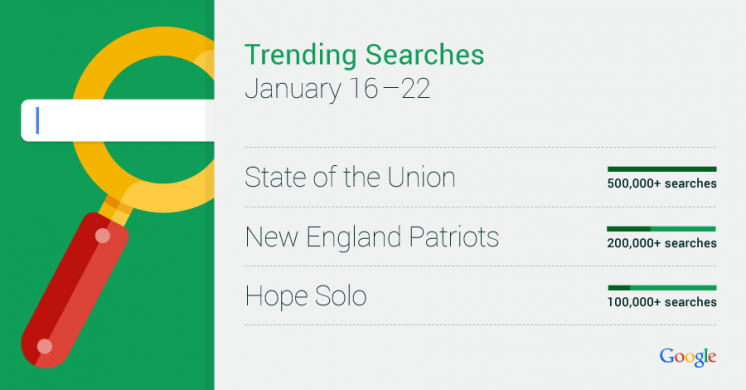 Trending Searches
January 16–22
State of the Union
500,000+ searches
New England Patriots
200,000+ searches
Hope Solo
100,000+ searches
Google